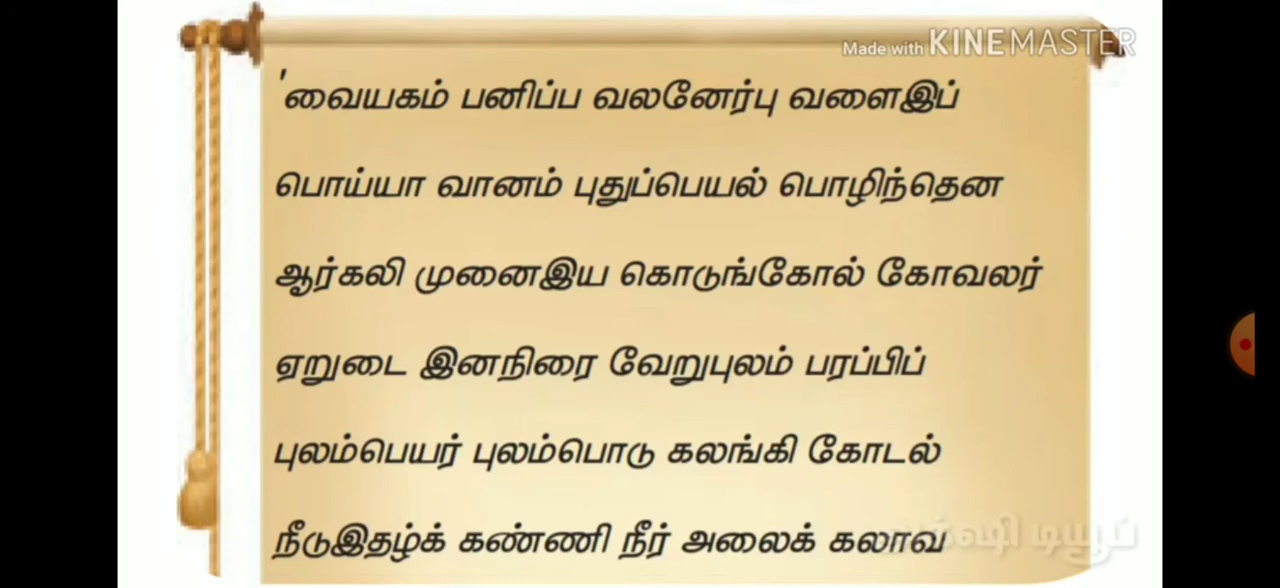 Made with KINEMASTER
'வையகம் பனிப்ப வலனேர்பு வளைஇப்
பொய்யா வானம் புதுப்பெயல் பொழிந்தென
ஆர்கலி முனைஇய கொடுங்கோல் கோவலர்
ஏறுடை இனநிரை வேறுபுலம் பரப்பிப்
புலம்பெயர் புலம்பொடு கலங்கி கோடல்
நீடுஇதழ்க் கண்ணி நீர் அலைக் கலாவ
டியூப்